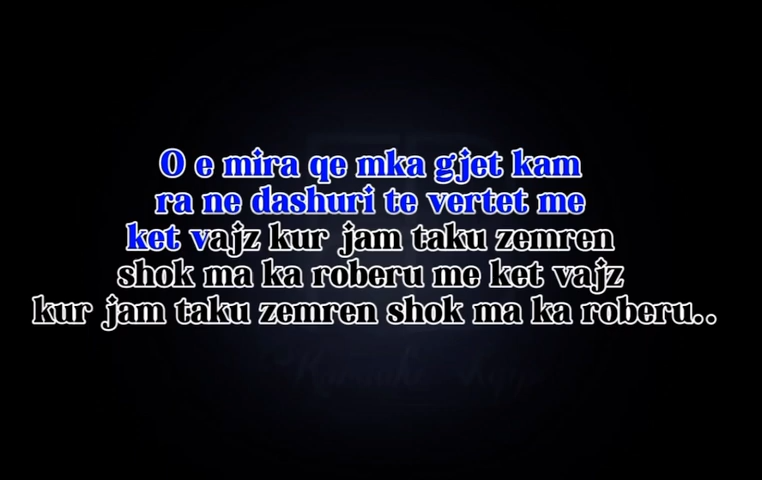 O e mira qe mka gjet kam
ra ne dashuri te vertet me
ket vajz kur jam taku zemren
shok ma ka roberu me ket vajz
kur jam taku zemren shok ma ka roberu..